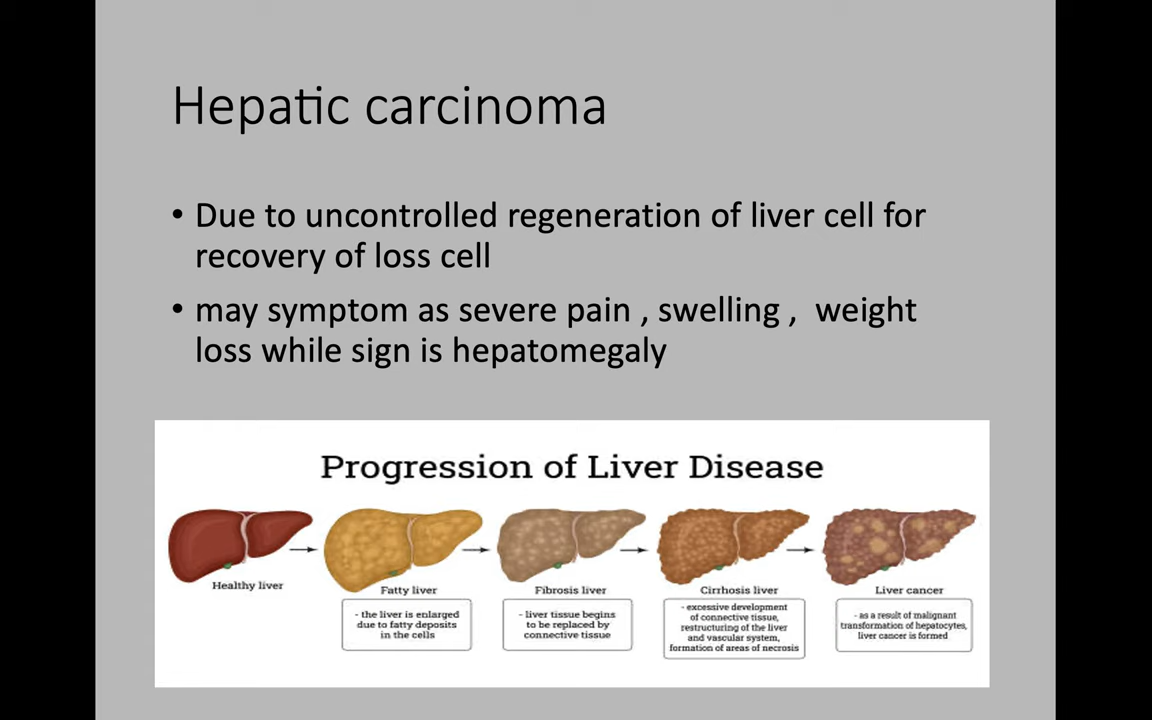 Hepatic carcinoma
• Due to uncontrolled regeneration of liver cell for
recovery of loss cell
• may symptom as severe pain , swelling , weight
loss while sign is hepatomegaly
Progression of Liver Disease
Healthy liver
Fatty liver
- the liver is enlarged
due to fatty deposits
in the cells
Fibrosis liver
- liver tissue begins
to be replaced by
connective tissue
Cirrhosis liver
- excessive development
of connective tissue,
restructuring of the liver
and vascular system,
formation of areas of necrosis
Liver cancer
- as a result of malignant
transformation of hepatocytes,
liver cancer is formed